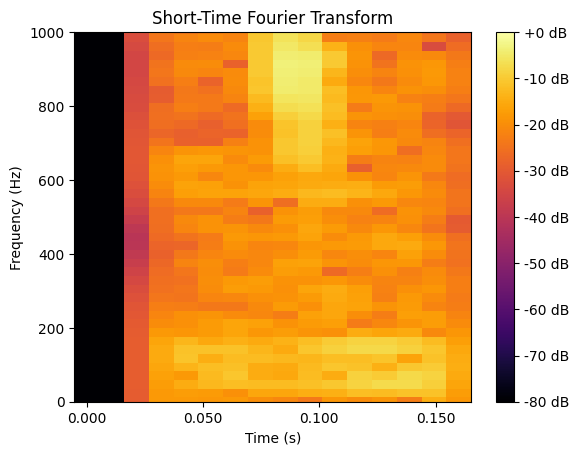 Short-Time Fourier Transform
1000
800
600
400
200
0
Frequency (Hz)
0.000
0.050
0.100
0.150
Time (s)
+0 dB
-10 dB
-20 dB
-30 dB
-40 dB
-50 dB
-60 dB
-70 dB
-80 dB